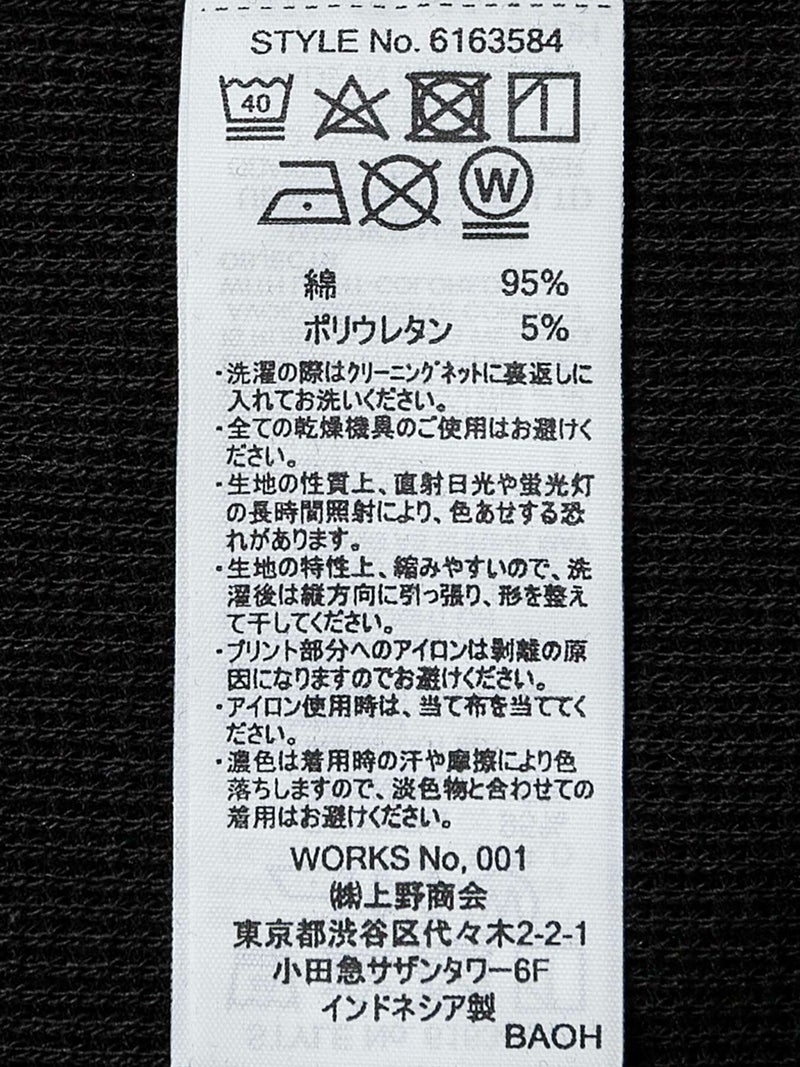 STYLE No. 6163584
40
W
綿 95%
ポリウレタン 5%
・洗濯の際はクリーニングネットに裏返しに
入れてお洗いください。
・全ての乾燥機具のご使用はお避けく
ださい。
・生地の性質上、直射日光や蛍光灯
の長時間照射により、色あせする恐
れがあります。
・生地の特性上、縮みやすいので、洗
濯後は縦方向に引っ張り、形を整え
て干してください。
・プリント部分へのアイロンは剥離の原
因になりますのでお避けください。
・アイロン使用時は、当て布を当ててく
ださい。
・濃色は着用時の汗や摩擦により色
落ちしますので、淡色物と合わせての
着用はお避けください。
WORKS No, 001
㈱上野商会
東京都渋谷区代々木2-2-1
小田急サザンタワー6F
インドネシア製
BAOH